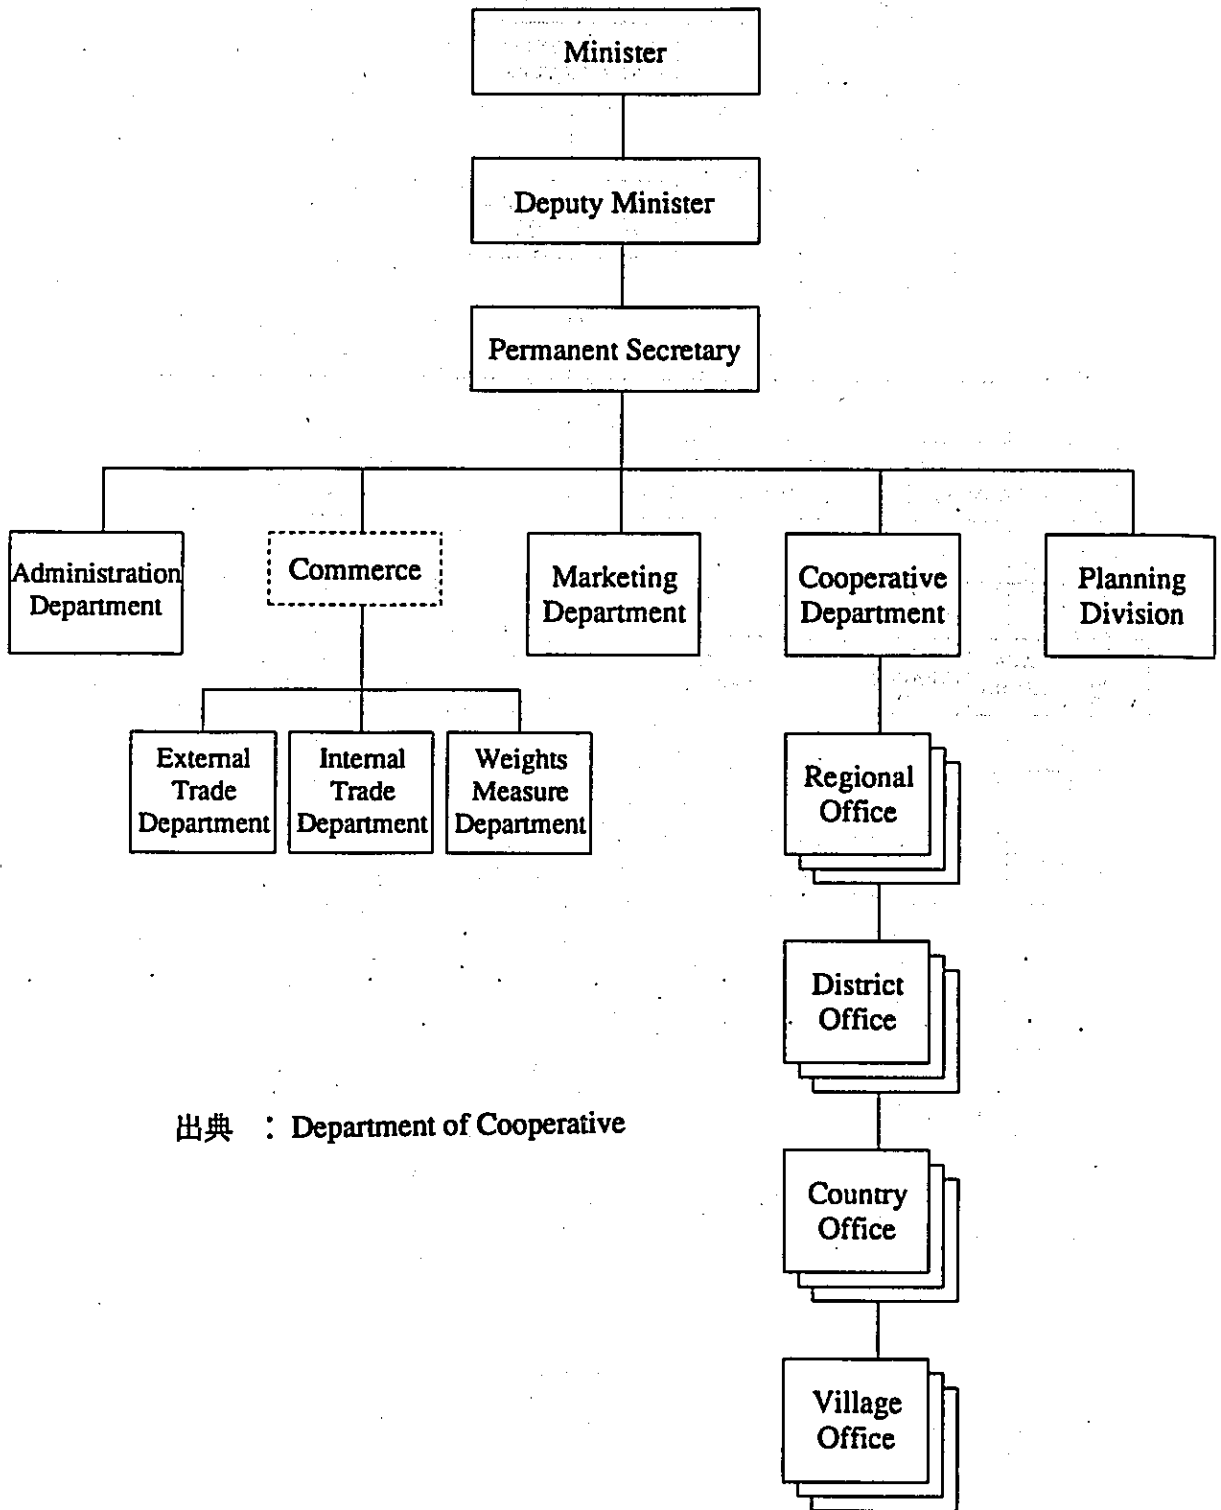 Minister
Deputy Minister
Permanent Secretary
Administration
Department
Commerce
Marketing
Department
Cooperative
Department
Planning
Division
External
Trade
Department
Internal
Trade
Department
Weights
Measure
Department
Regional
Office
District
Office
出典 : Department of Cooperative
Country
Office
Village
Office